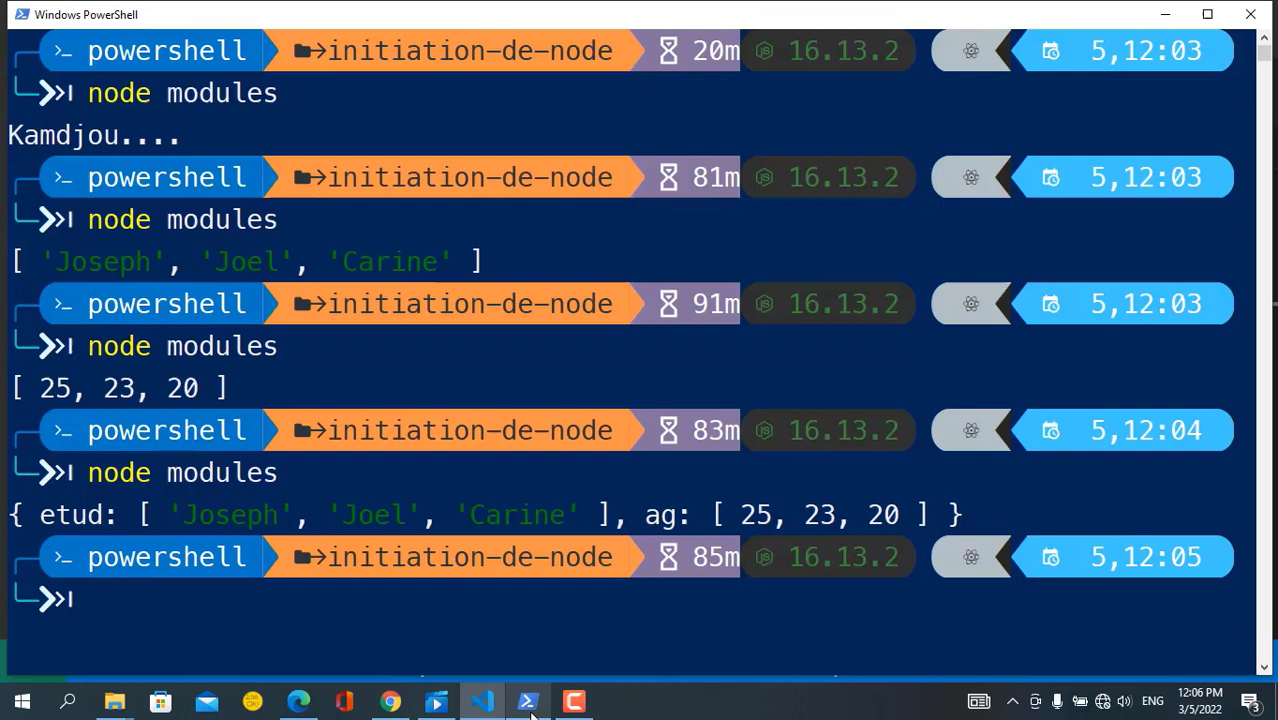 Windows PowerShell
powershell →initiation-de-node 20m 16.13.2 5,12:03
node modules
Kamdjou....
powershell →initiation-de-node 81m 16.13.2 5,12:03
node modules
[ 'Joseph', 'Joel', 'Carine' ]
powershell →initiation-de-node 91m 16.13.2 5,12:03
node modules
[ 25, 23, 20 ]
powershell →initiation-de-node 83m 16.13.2 5,12:04
node modules
{ etud: [ 'Joseph', 'Joel', 'Carine' ], ag: [ 25, 23, 20 ] }
powershell →initiation-de-node 85m 16.13.2 5,12:05
ENG
12:06 PM
3/5/2022
3